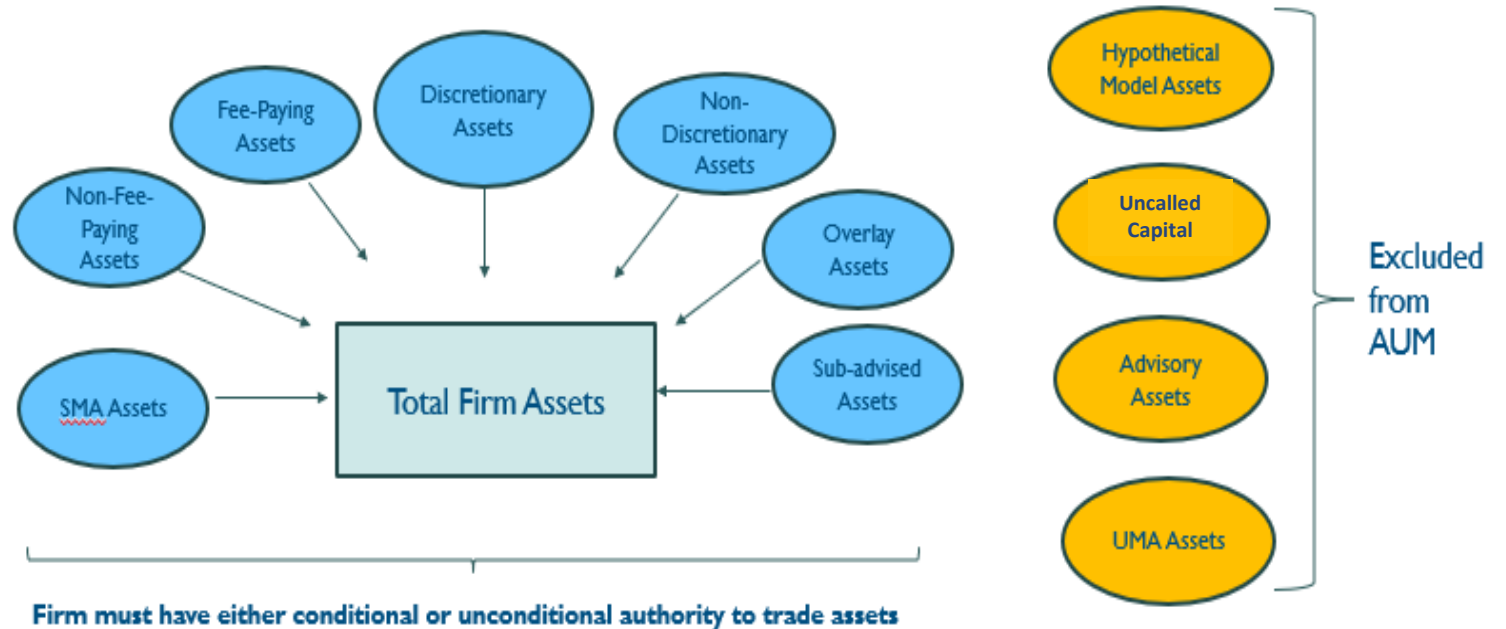 Non-Fee-
Paying
Assets
Fee-Paying
Assets
Discretionary
Assets
Non-
Discretionary
Assets
Overlay
Assets
Sub-advised
Assets
SMA Assets
Total Firm Assets
Firm must have either conditional or unconditional authority to trade assets
Hypothetical
Model Assets
Uncalled
Capital
Advisory
Assets
UMA Assets
Excluded
from
AUM